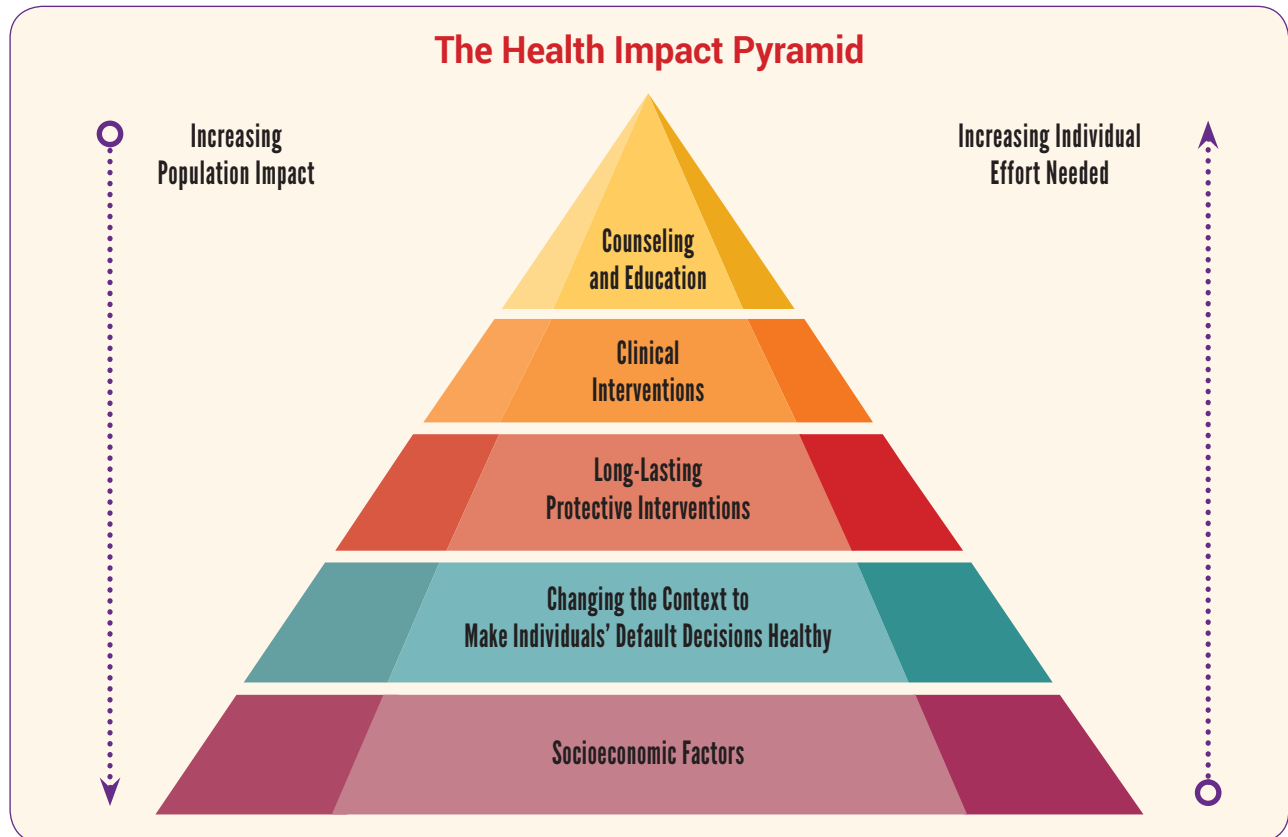 The Health Impact Pyramid
Increasing
Population Impact
Increasing Individual
Effort Needed
Counseling
and Education
Clinical
Interventions
Long-Lasting
Protective Interventions
Changing the Context to
Make Individuals’ Default Decisions Healthy
Socioeconomic Factors